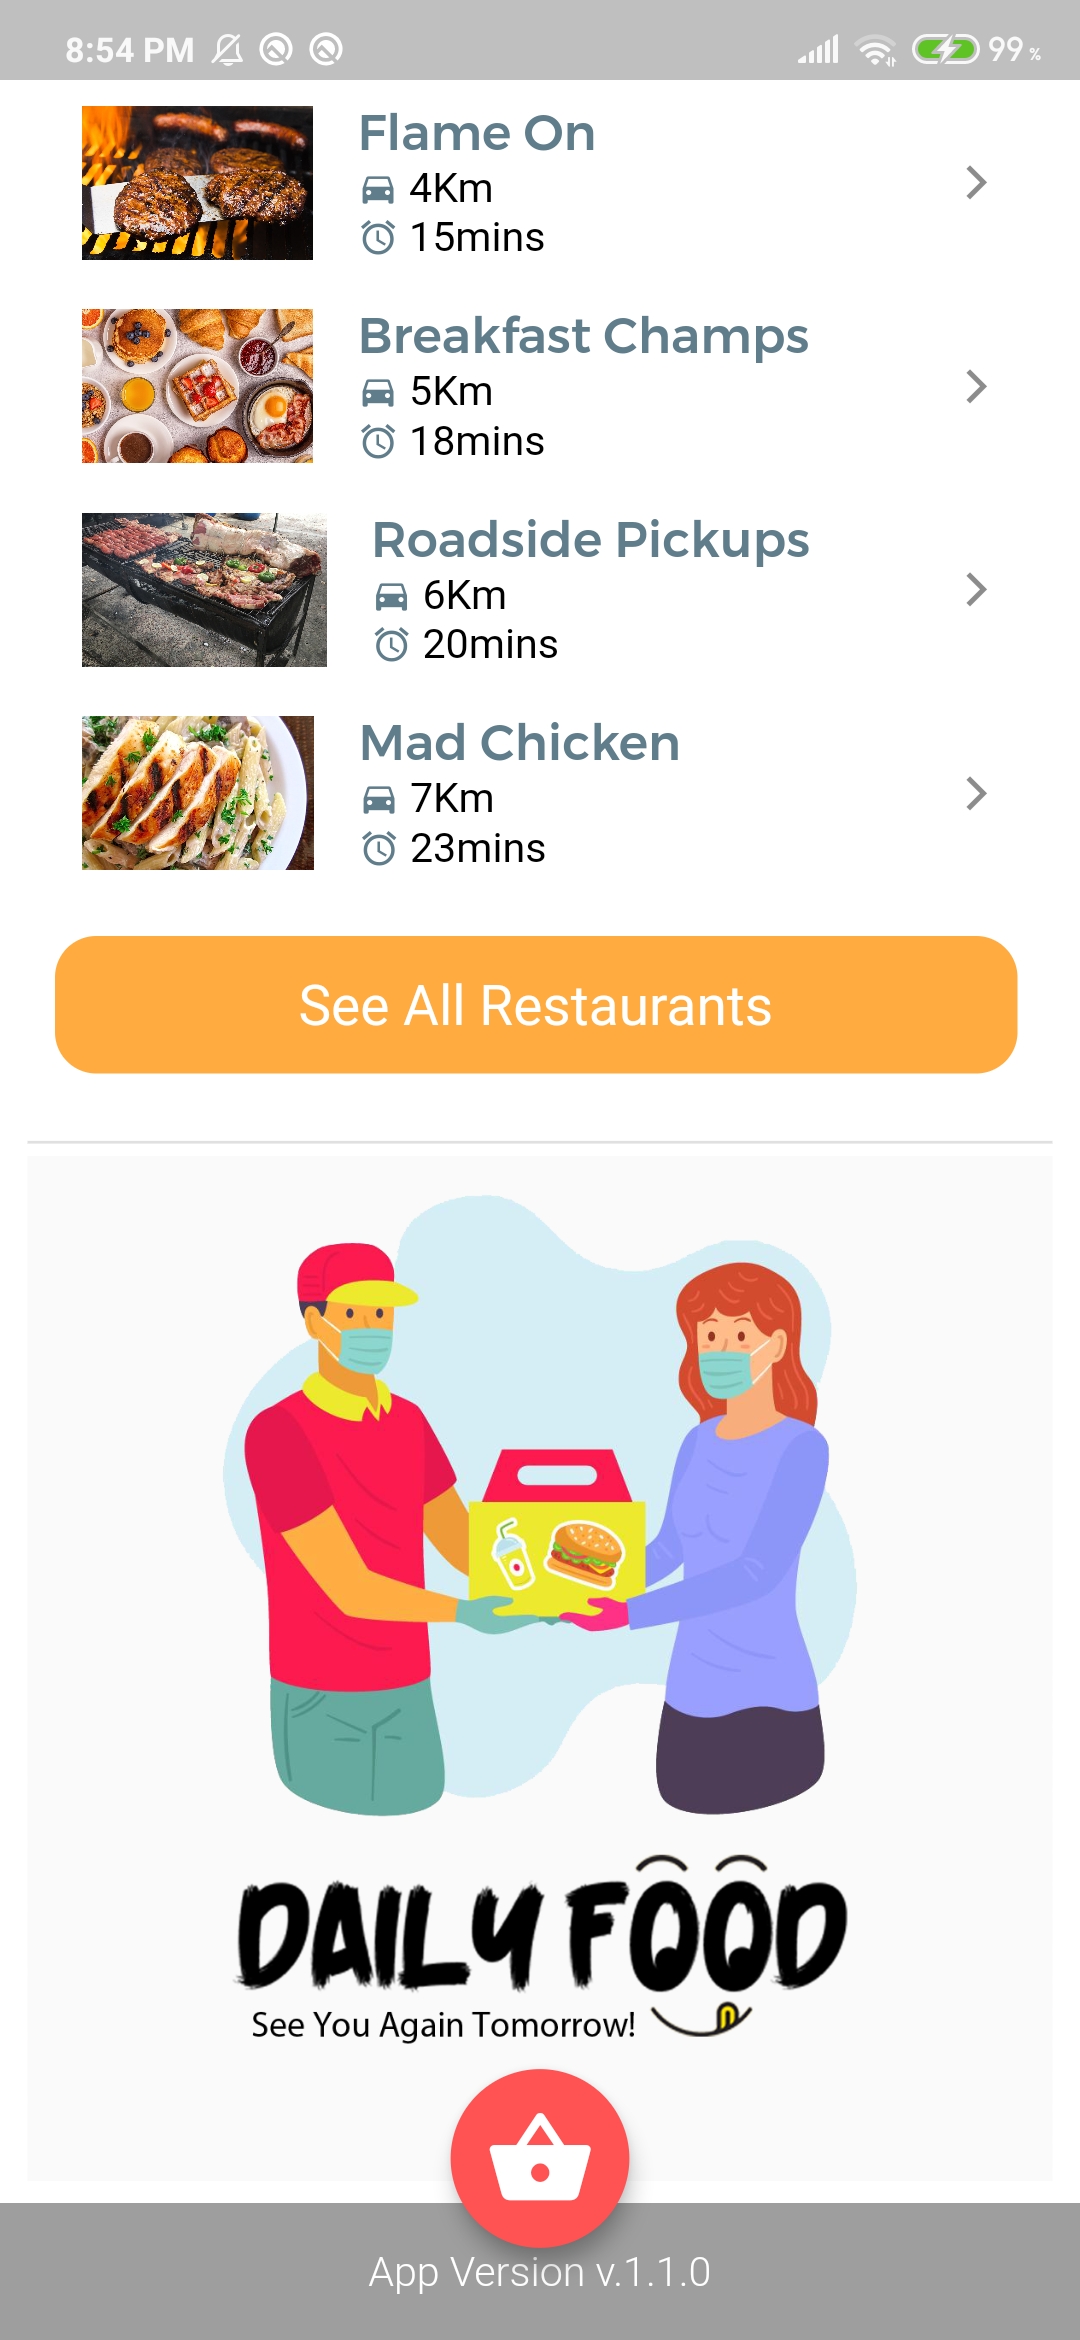 8:54 PM 99%
Flame On
4Km
15mins
Breakfast Champs
5Km
18mins
Roadside Pickups
6Km
20mins
Mad Chicken
7Km
23mins
See All Restaurants
DAILY FOOD
See You Again Tomorrow!
App Version v.1.1.0